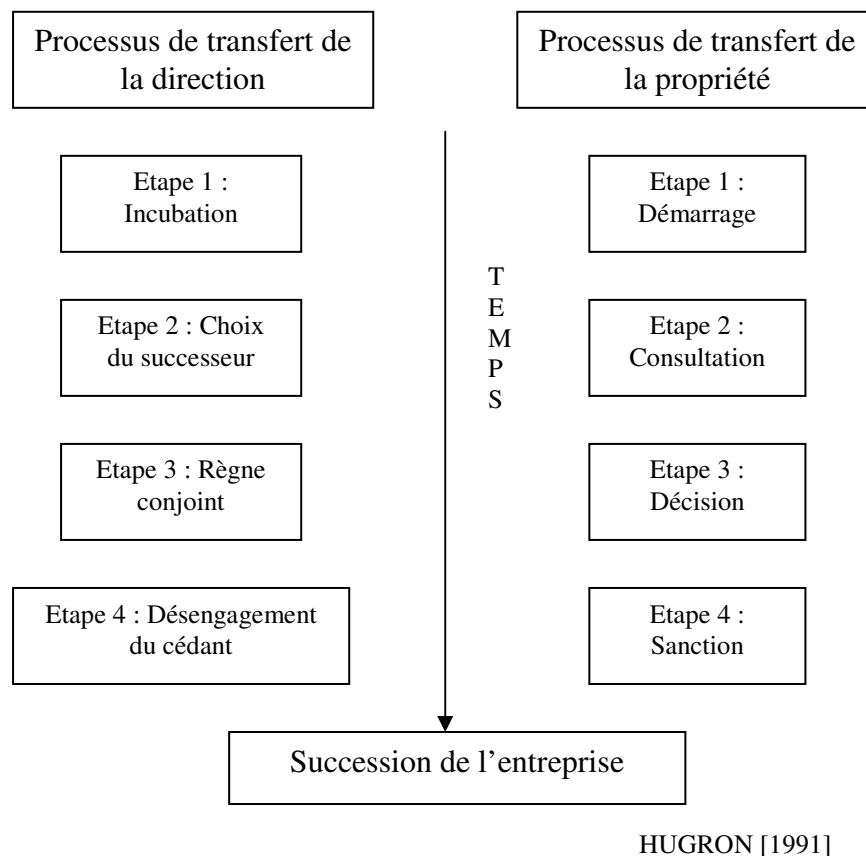 Processus de transfert de
la direction
Processus de transfert de
la propriété
Etape 1 :
Incubation
Etape 1 :
Démarrage
T
E
M
P
S
Etape 2 : Choix
du successeur
Etape 2 :
Consultation
Etape 3 : Règne
conjoint
Etape 3 :
Décision
Etape 4 : Désengagement
du cédant
Etape 4 :
Sanction
Succession de l’entreprise
HUGRON [1991]